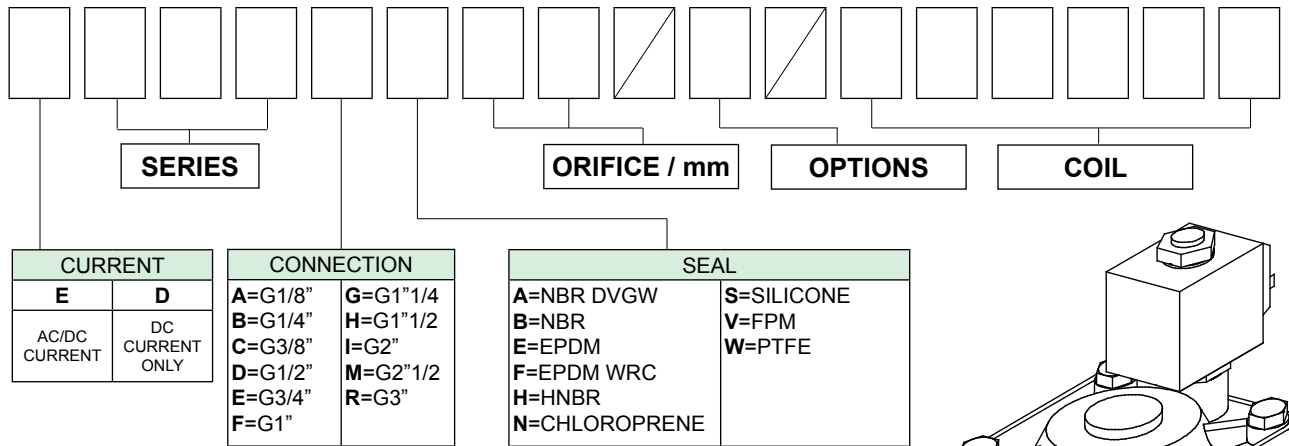 SERIES
ORIFICE / mm
OPTIONS
COIL
CURRENT
E D
AC/DC CURRENT
DC CURRENT ONLY
CONNECTION
A=G1/8” G=G1”1/4
B=G1/4” H=G1”1/2
C=G3/8” I=G2”
D=G1/2” M=G2”1/2
E=G3/4” R=G3”
F=G1”
SEAL
A=NBR DVGW S=SILICONE
B=NBR V=FPM
E=EPDM W=PTFE
F=EPDM WRC
H=HNBR
N=CHLOROPRENE